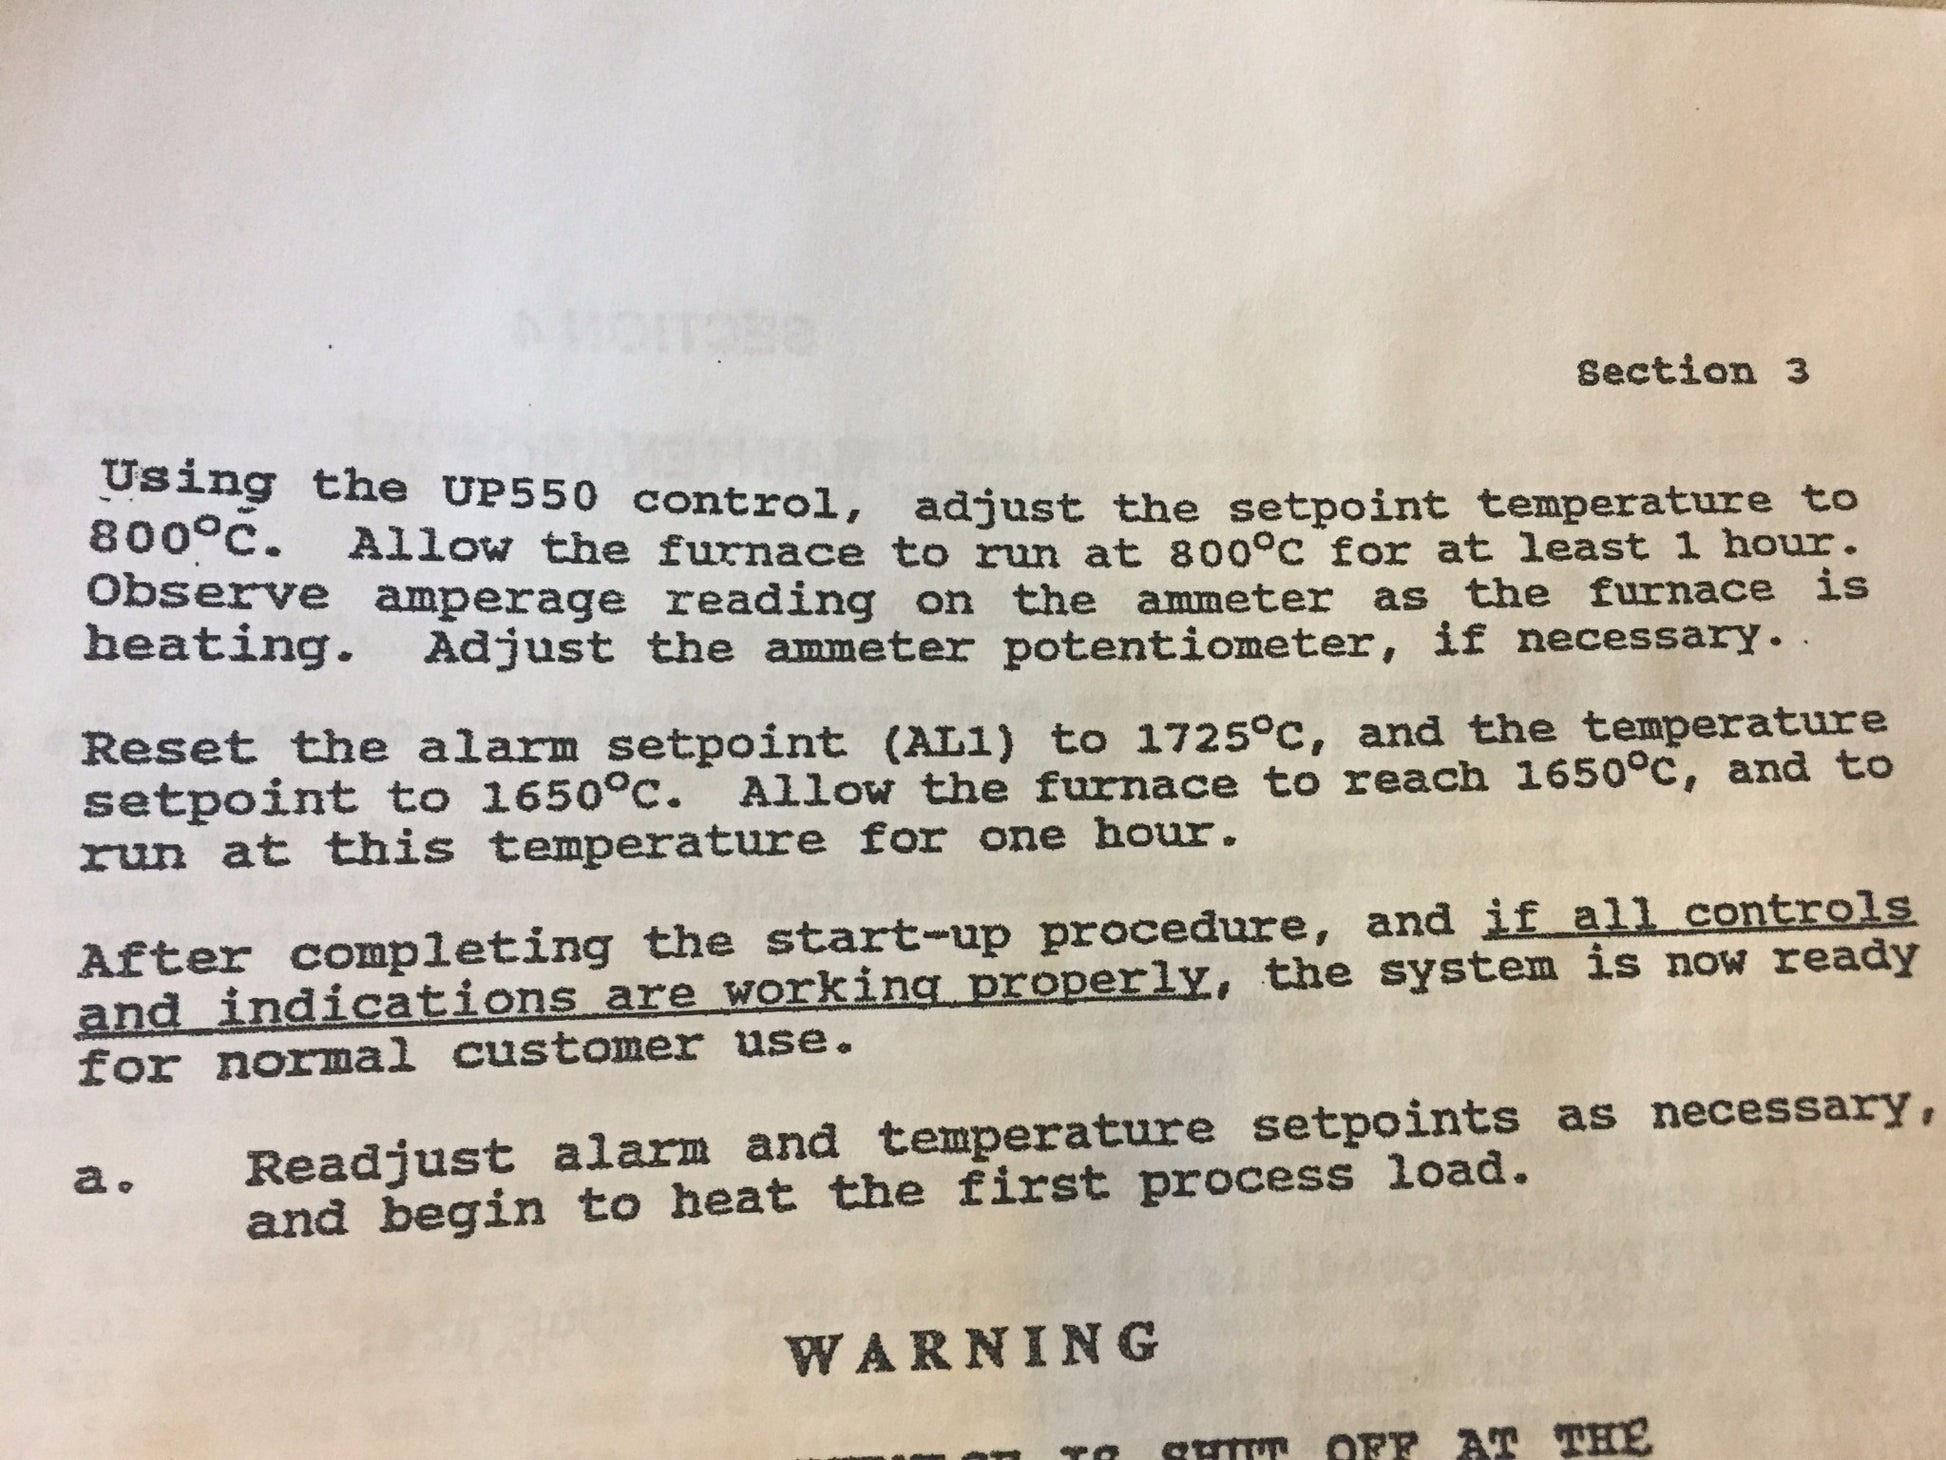 Section 3
Using the UP550 control, adjust the setpoint temperature to
800°C. Allow the furnace to run at 800°C for at least 1 hour.
Observe amperage reading on the ammeter as the furnace is
heating. Adjust the ammeter potentiometer, if necessary.
Reset the alarm setpoint (AL1) to 1725°C, and the temperature
setpoint to 1650°C. Allow the furnace to reach 1650°C, and to
run at this temperature for one hour.
After completing the start-up procedure, and if all controls
and indications are working properly, the system is now ready
for normal customer use.
a. Readjust alarm and temperature setpoints as necessary,
and begin to heat the first process load.
WARNING
IS SHUT OFF AT THE